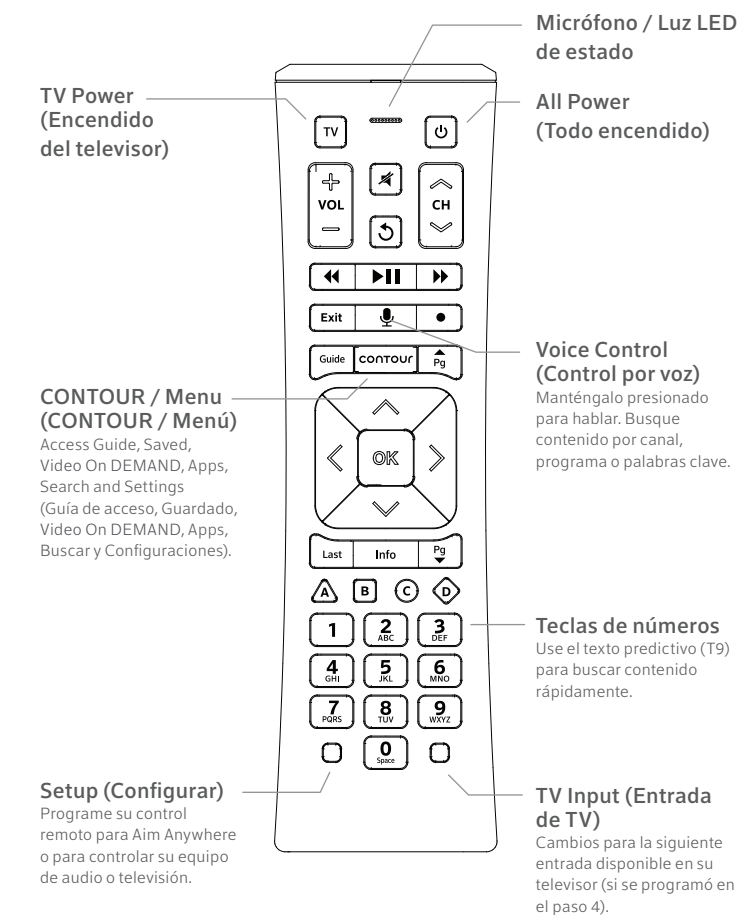 Micrófono / Luz LED
de estado
TV Power
(Encendido
del televisor)
All Power
(Todo encendido)
TV
VOL
CH
Exit
Guide
contour
Pg
Voice Control
(Control por voz)
Manténgalo presionado
para hablar. Busque
contenido por canal,
programa o palabras clave.
CONTOUR / Menu
(CONTOUR / Menú)
Access Guide, Saved,
Video On DEMAND, Apps,
Search and Settings
(Guía de acceso, Guardado,
Video On DEMAND, Apps,
Buscar y Configuraciones).
OK
Last
Info
Pg
A
B
C
D
1
2
ABC
3
DEF
4
GHI
5
JKL
6
MNO
7
PQRS
8
TUV
9
WXYZ
0
Space
Teclas de números
Use el texto predictivo (T9)
para buscar contenido
rápidamente.
Setup (Configurar)
Programe su control
remoto para Aim Anywhere
o para controlar su equipo
de audio o televisión.
TV Input (Entrada
de TV)
Cambios para la siguiente
entrada disponible en su
televisor (si se programó en
el paso 4).